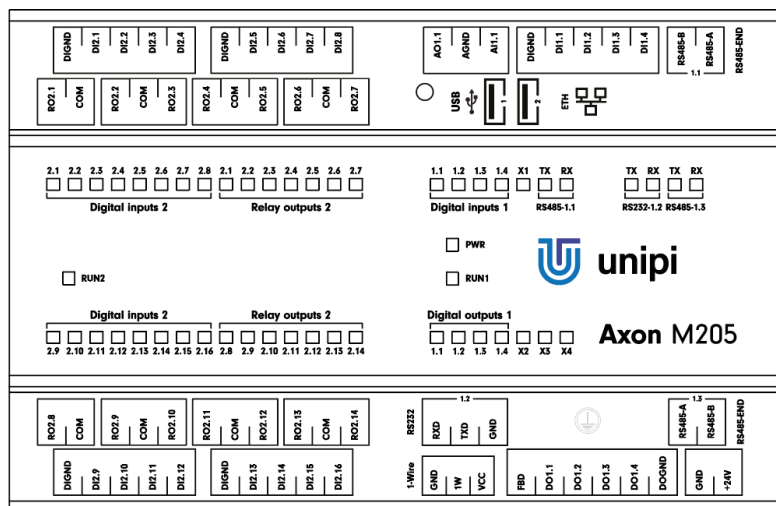 DIGND DI2.1 DI2.2 DI2.3 DI2.4 DIGND DI2.5 DI2.6 DI2.7 DI2.8 AO1.1 AGND AI1.1 DIGND DI1.1 DI1.2 DI1.3 DI1.4 RS485-B RS485-A RS485-END
1.1
RO2.1 COM RO2.2 COM RO2.3 RO2.4 COM RO2.5 RO2.6 COM RO2.7 USB 1 2 ETH
2.1 2.2 2.3 2.4 2.5 2.6 2.7 2.8 2.1 2.2 2.3 2.4 2.5 2.6 2.7 1.1 1.2 1.3 1.4 X1 TX RX TX RX TX RX
Digital inputs 2 Relay outputs 2 Digital inputs 1 RS485-1.1 RS232-1.2 RS485-1.3
PWR
unipi
RUN2 RUN1
Digital inputs 2 Relay outputs 2 Digital outputs 1
Axon M205
2.9 2.10 2.11 2.12 2.13 2.14 2.15 2.16 2.8 2.9 2.10 2.11 2.12 2.13 2.14 1.1 1.2 1.3 1.4 X2 X3 X4
1.2 1.3
RO2.8 COM RO2.9 COM RO2.10 RO2.11 COM RO2.12 RO2.13 COM RO2.14 RS232 RXD TXD GND RS485-A RS485-B RS485-END
DIGND DI2.9 DI2.10 DI2.11 DI2.12 DIGND DI2.13 DI2.14 DI2.15 DI2.16 1-Wire GND 1W VCC FBD DO1.1 DO1.2 DO1.3 DO1.4 DOGND GND +24V